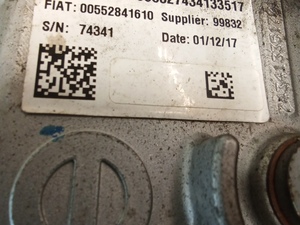 FIAT: 00552841610 Supplier: 99832
S/N: 74341 Date: 01/12/17